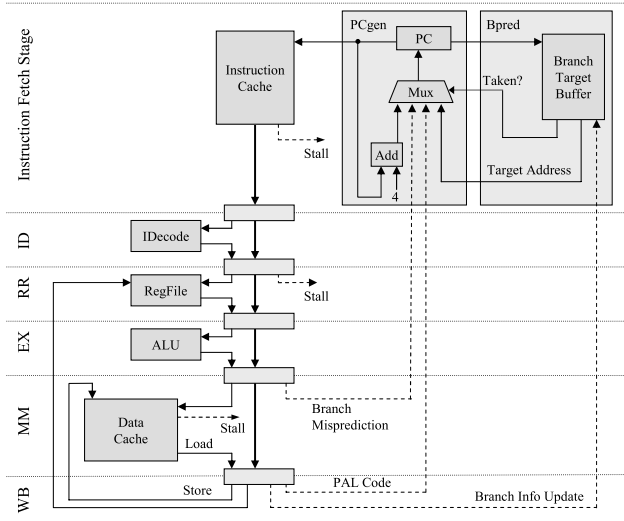 PCgen
PC
Bpred
Instruction Fetch Stage
Instruction
Cache
Branch
Target
Buffer
Taken?
Mux
Stall
Add
Target Address
4
ID
IDecode
RR
RegFile
Stall
EX
ALU
MM
Data
Cache
Stall
Load
Branch
Misprediction
PAL Code
WB
Store
Branch Info Update